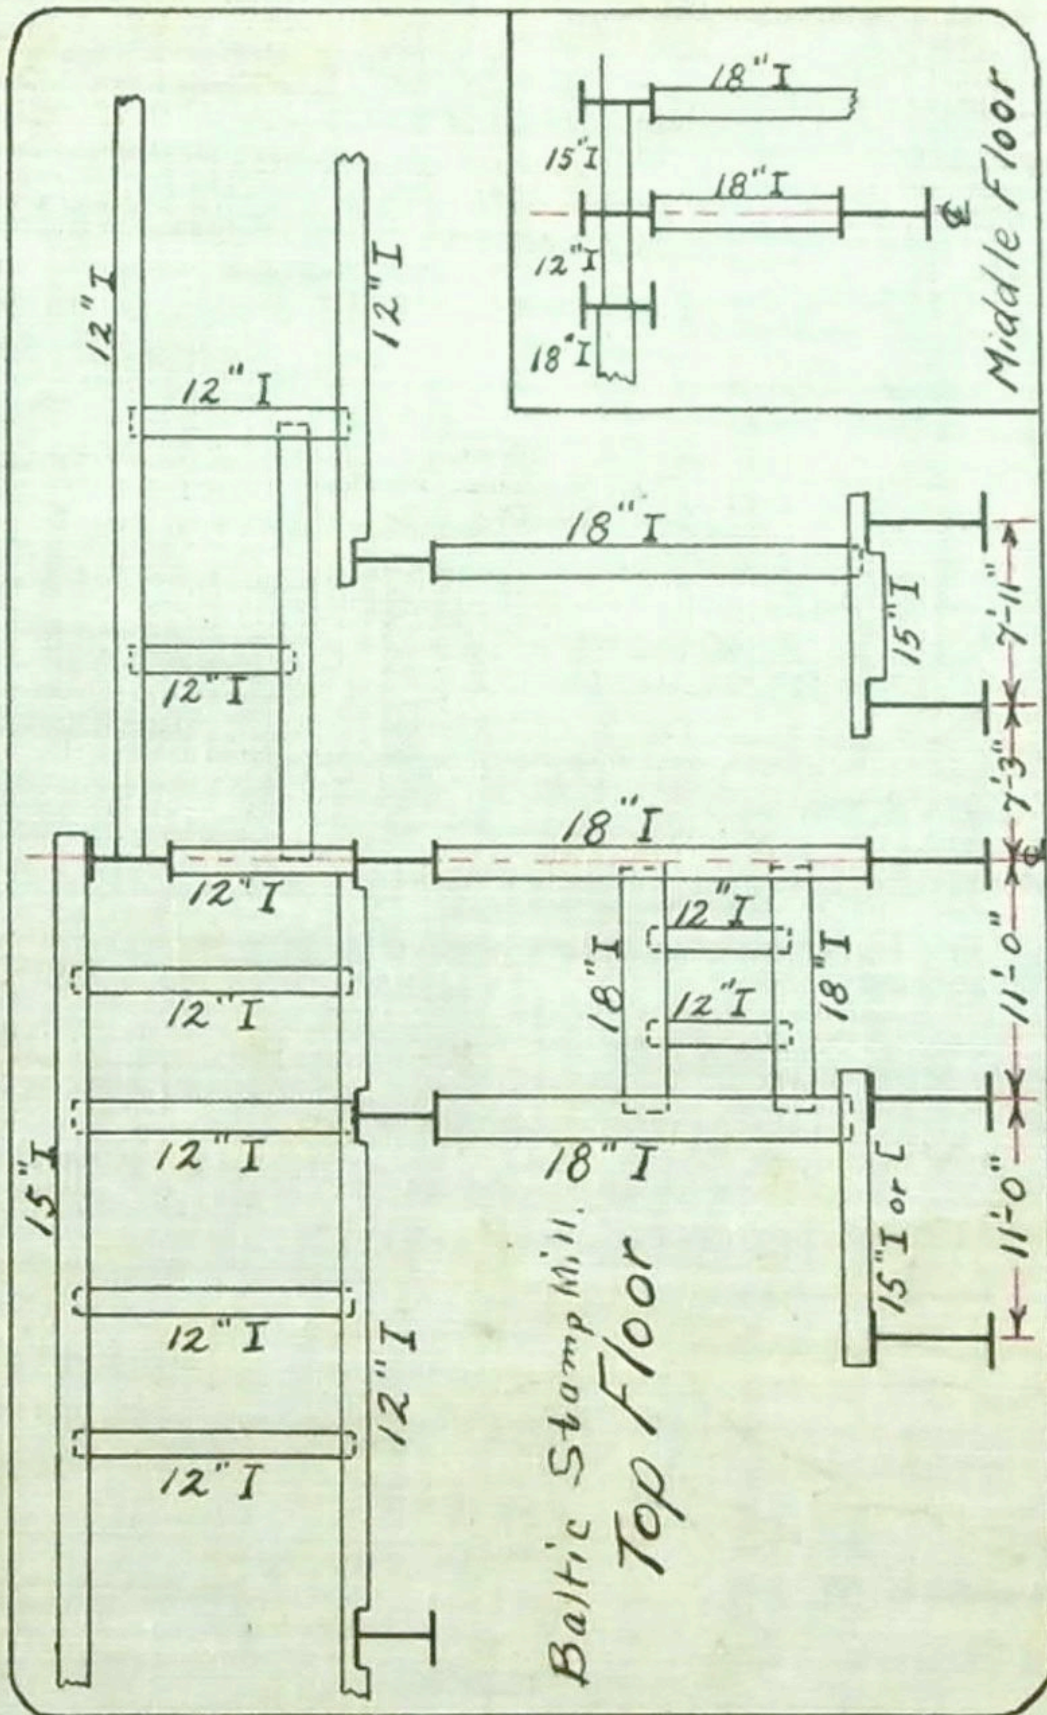 18" I
15" I
18" I
12" I
18" I
Middle Floor
12" I
12" I
12" I
12" I
18" I
15" I
7'-11"
7'-3"
℄
℄
12" I
18" I
12" I
18" I
12" I
18" I
11'-0"
12" I
15" I
12" I
18" I
15" I or [
11'-0"
12" I
12" I
12" I
Baltic Stamp Mill.
Top Floor